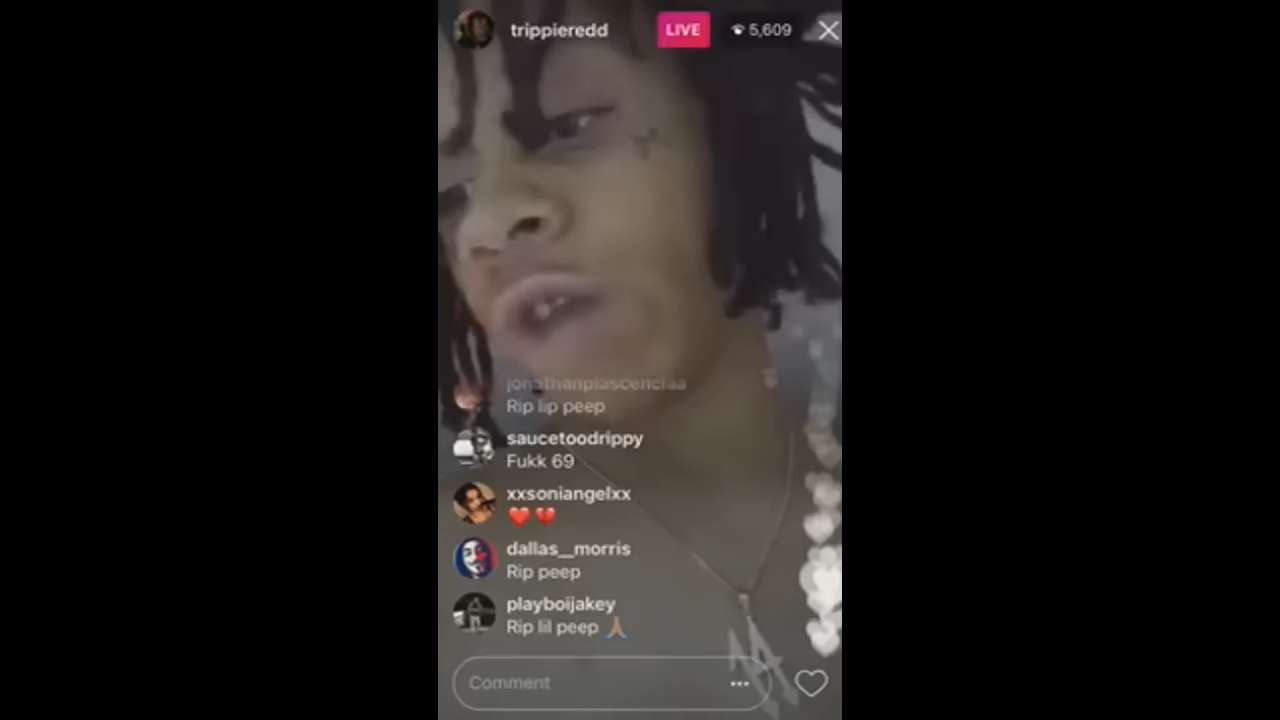 trippieredd LIVE 5,609
jonathanplascenciaa
Rip lip peep
saucetoodrippy
Fukk 69
xxsoniangelxx
dallas__morris
Rip peep
playboijakey
Rip lil peep
Comment